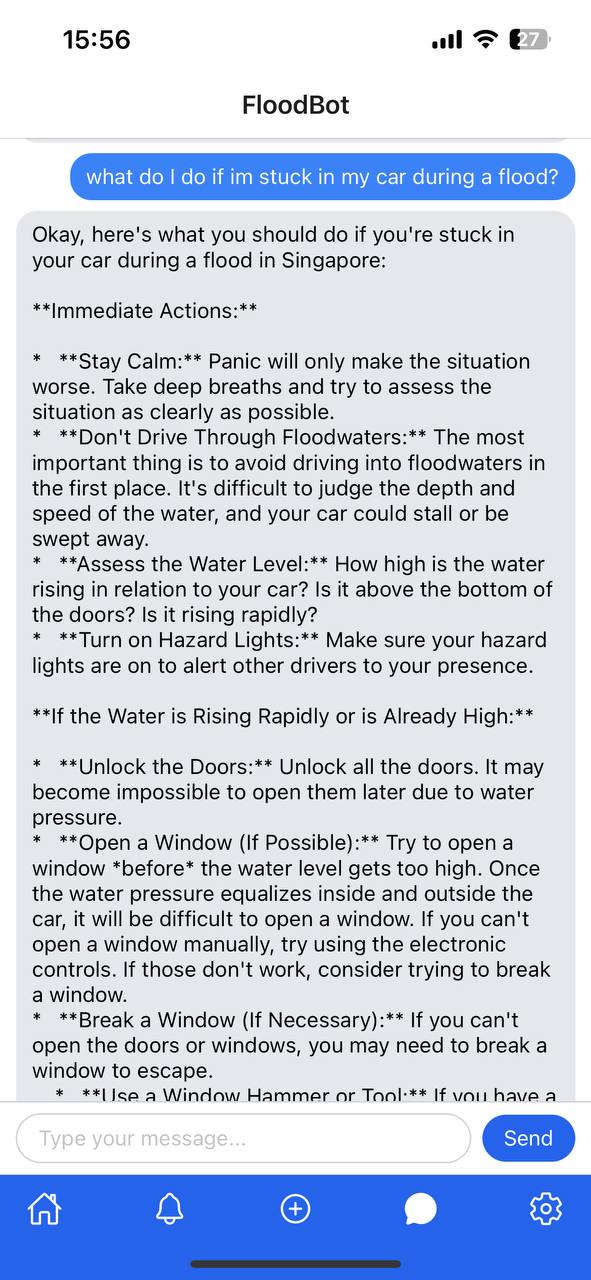 15:56
27
FloodBot
what do I do if im stuck in my car during a flood?
Okay, here's what you should do if you're stuck in
your car during a flood in Singapore:
**Immediate Actions:**
* **Stay Calm:** Panic will only make the situation
worse. Take deep breaths and try to assess the
situation as clearly as possible.
* **Don't Drive Through Floodwaters:** The most
important thing is to avoid driving into floodwaters in
the first place. It's difficult to judge the depth and
speed of the water, and your car could stall or be
swept away.
* **Assess the Water Level:** How high is the water
rising in relation to your car? Is it above the bottom of
the doors? Is it rising rapidly?
* **Turn on Hazard Lights:** Make sure your hazard
lights are on to alert other drivers to your presence.
**If the Water is Rising Rapidly or is Already High:**
* **Unlock the Doors:** Unlock all the doors. It may
become impossible to open them later due to water
pressure.
* **Open a Window (If Possible):** Try to open a
window *before* the water level gets too high. Once
the water pressure equalizes inside and outside the
car, it will be difficult to open a window. If you can't
open a window manually, try using the electronic
controls. If those don't work, consider trying to break
a window.
* **Break a Window (If Necessary):** If you can't
open the doors or windows, you may need to break a
window to escape.
* **Use a Window Hammer or Tool:** If you have a
Type your message...
Send